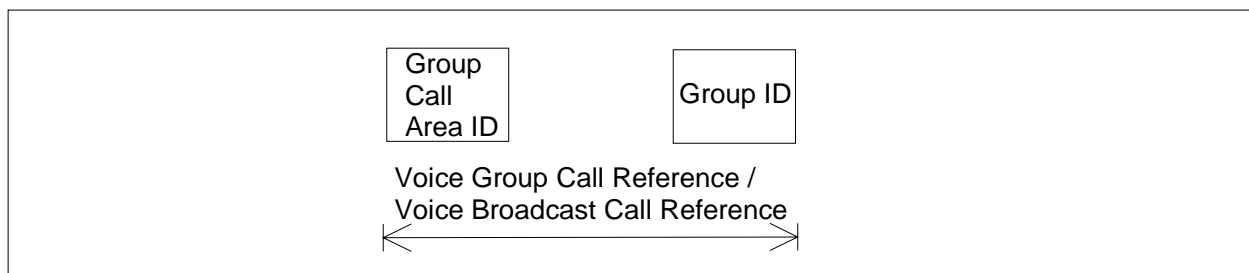 Group
Call
Area ID
Group ID
Voice Group Call Reference /
Voice Broadcast Call Reference